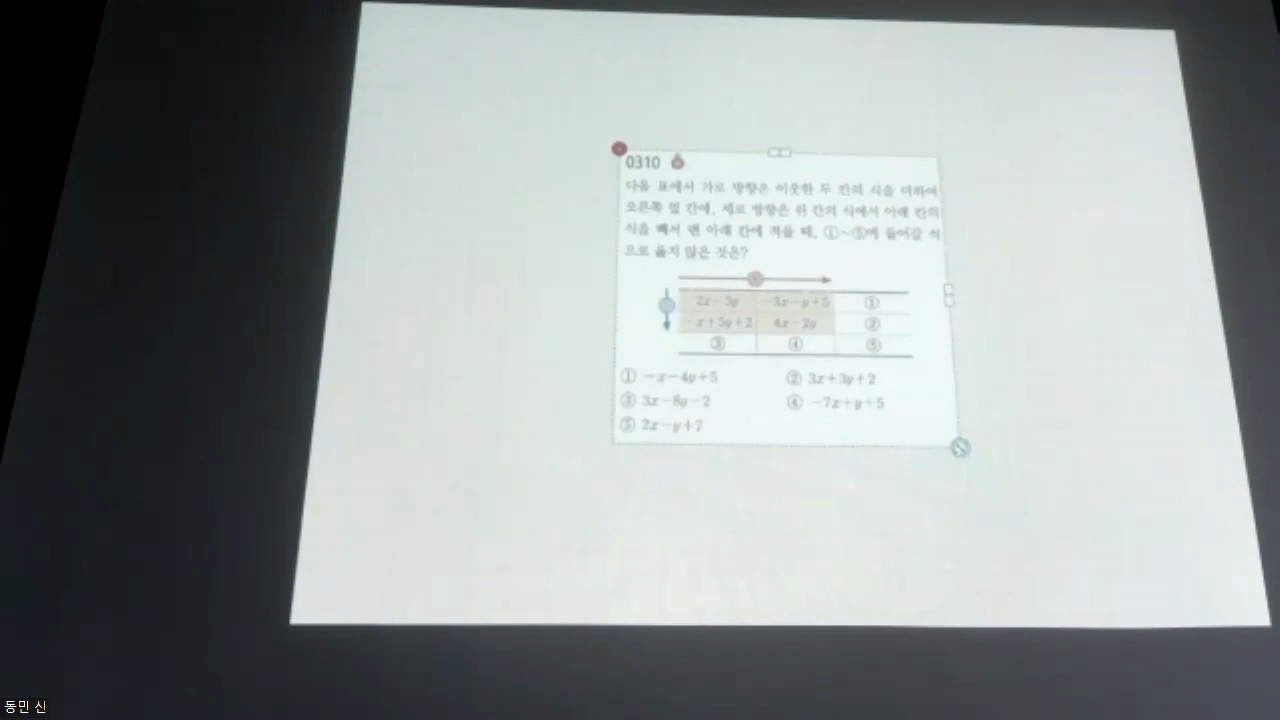 0310
다음 표에서 가로 방향은 이웃한 두 칸의 식을 더하여
오른쪽 옆 칸에, 세로 방향은 위 칸의 식에서 아래 칸의
식을 빼서 맨 아래 칸에 적을 때, ①~⑤에 들어갈 식
으로 옳지 않은 것은?
2x-3y -3x-y+5 ①
-x+5y+2 4x-2y ②
③ ④ ⑤
① -x-4y+5 ② 3x+3y+2
③ 3x-8y-2 ④ -7x+y+5
⑤ 2x-y+7
동민 신